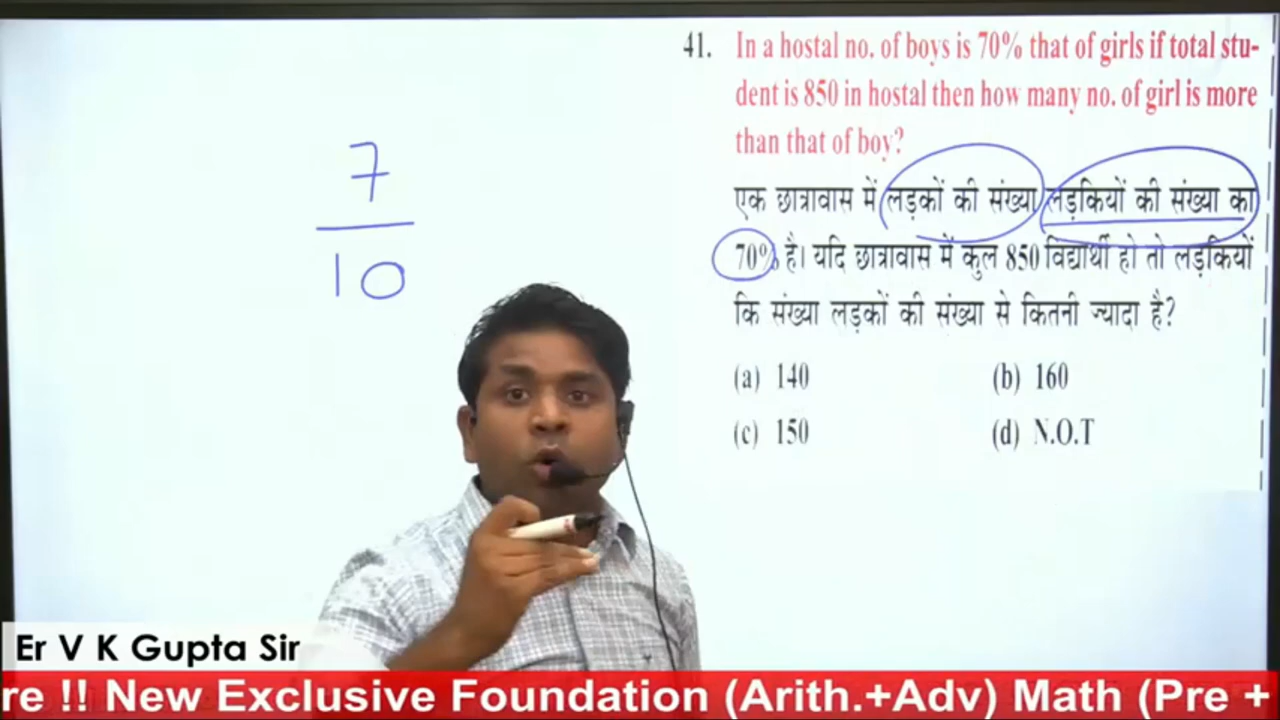 7
10
41. In a hostal no. of boys is 70% that of girls if total stu-
dent is 850 in hostal then how many no. of girl is more
than that of boy?
एक छात्रावास में लड़कों की संख्या लड़कियों की संख्या का
70% है। यदि छात्रावास में कुल 850 विद्यार्थी हो तो लड़कियों
कि संख्या लड़कों की संख्या से कितनी ज्यादा है?
(a) 140 (b) 160
(c) 150 (d) N.O.T
Er V K Gupta Sir
re !! New Exclusive Foundation (Arith.+Adv) Math (Pre +